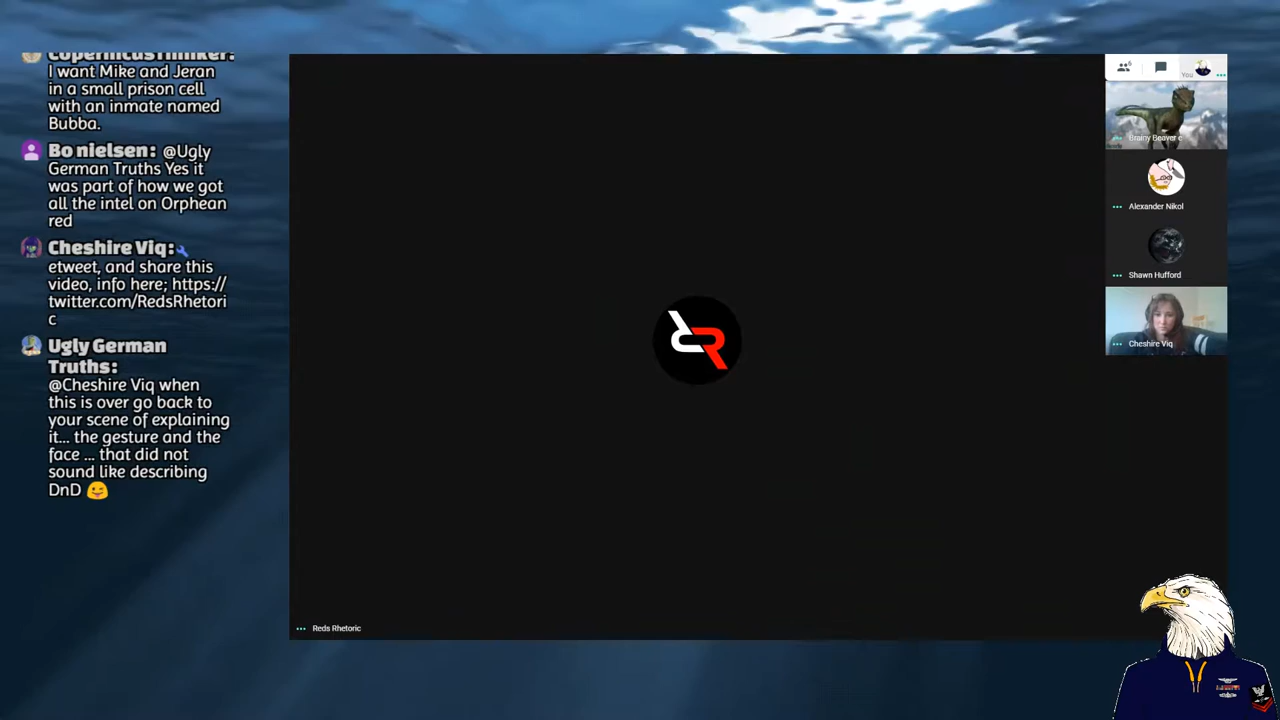 CopernicusThinker:
I want Mike and Jeran
in a small prison cell
with an inmate named
Bubba.
Bo nielsen: @Ugly
German Truths Yes it
was part of how we got
all the intel on Orphean
red
Cheshire Viq:
etweet, and share this
video, info here; https://
twitter.com/RedsRhetori
c
Ugly German
Truths:
@Cheshire Viq when
this is over go back to
your scene of explaining
it... the gesture and the
face ... that did not
sound like describing
DnD
Reds Rhetoric
You
Brainy Beaver c
Alexander Nikol
Shawn Hufford
Cheshire Viq